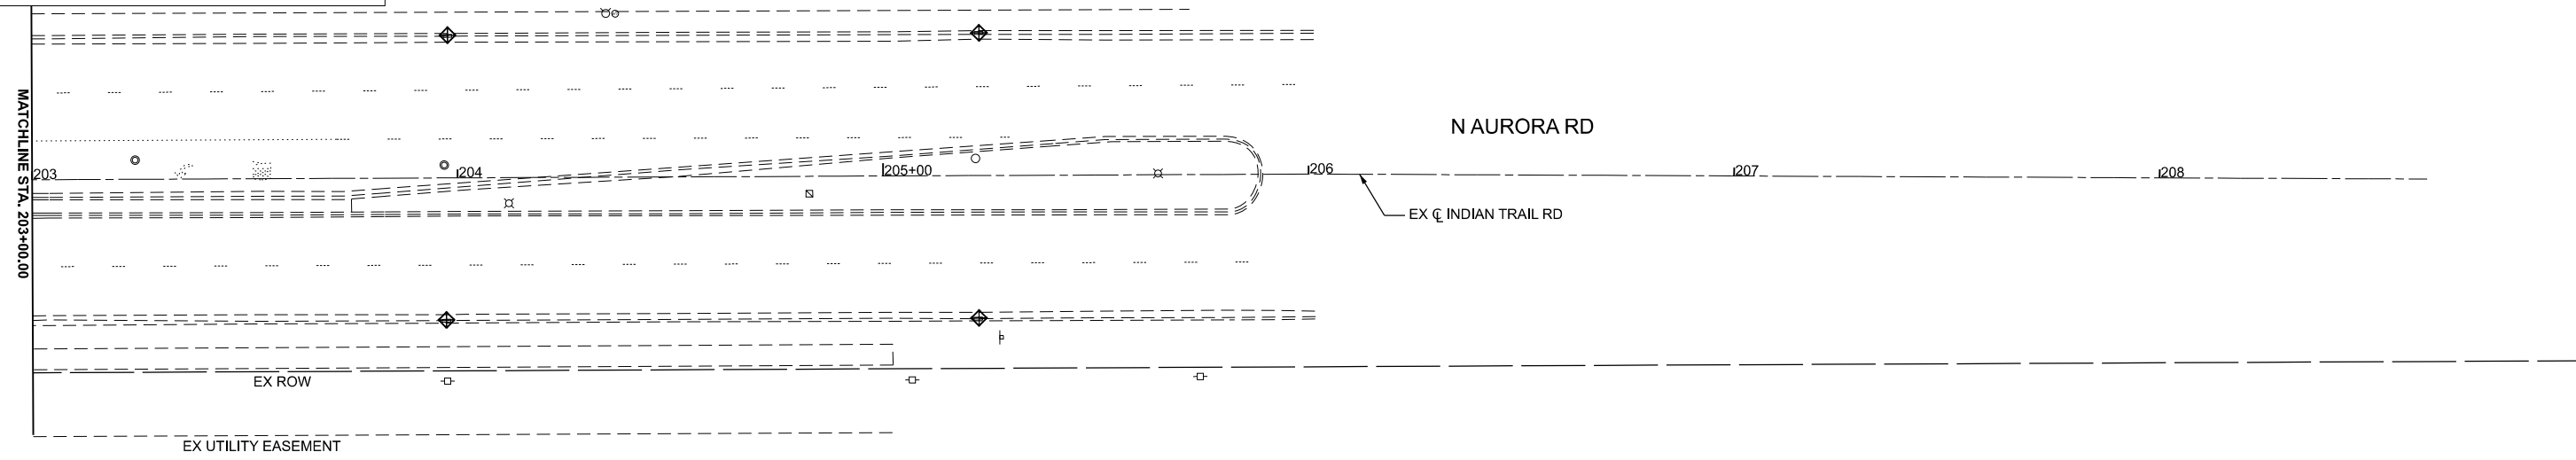 MATCHLINE STA. 203+00.00
N AURORA RD
203
204
205+00
206
207
208
EX ℄ INDIAN TRAIL RD
EX ROW
EX UTILITY EASEMENT